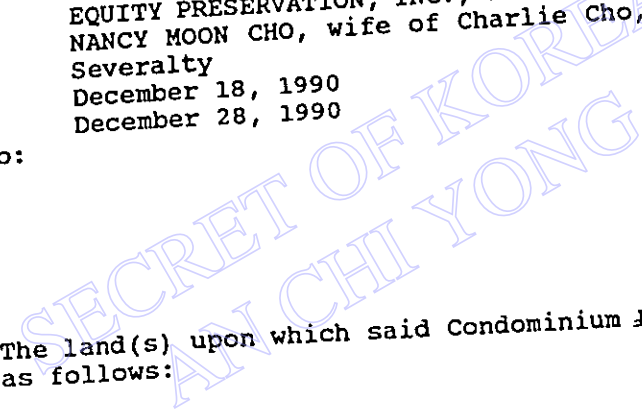 EQUITY PRESERVATION, INC.,
NANCY MOON CHO, wife of Charlie Cho,
Severalty
December 18, 1990
December 28, 1990
o:
SECRET OF KOREA
AN CHI YONG
The land(s) upon which said Condominium
as follows: